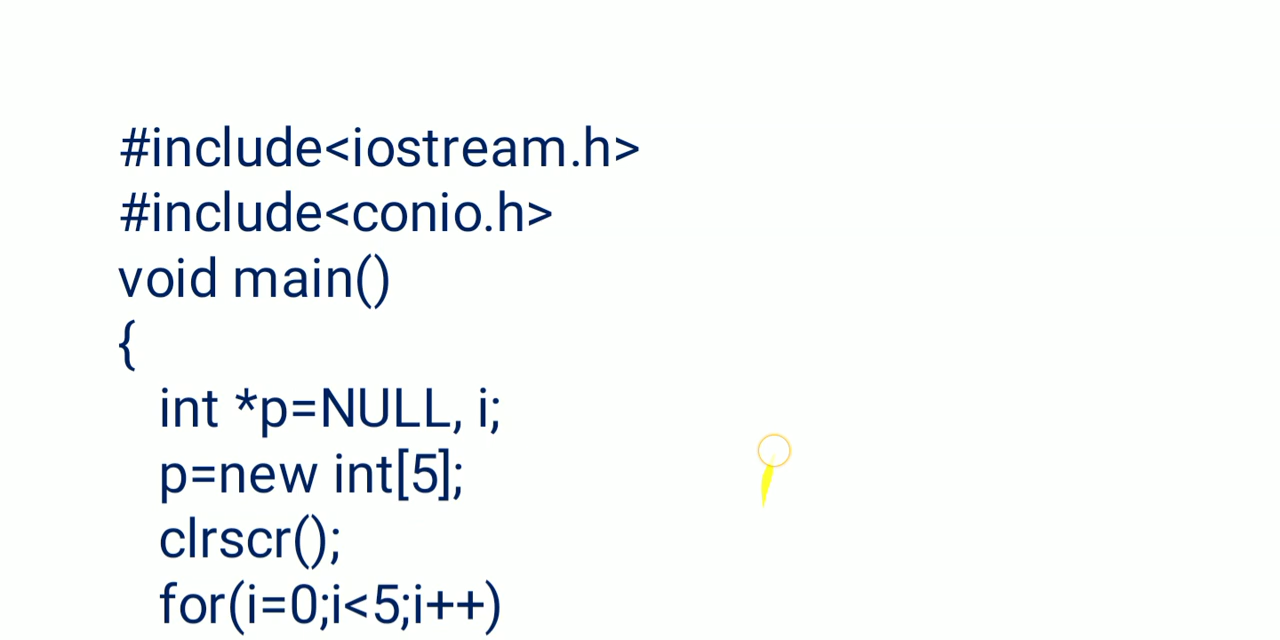 #include<iostream.h>
#include<conio.h>
void main()
{
int *p=NULL, i;
p=new int[5];
clrscr();
for(i=0;i<5;i++)